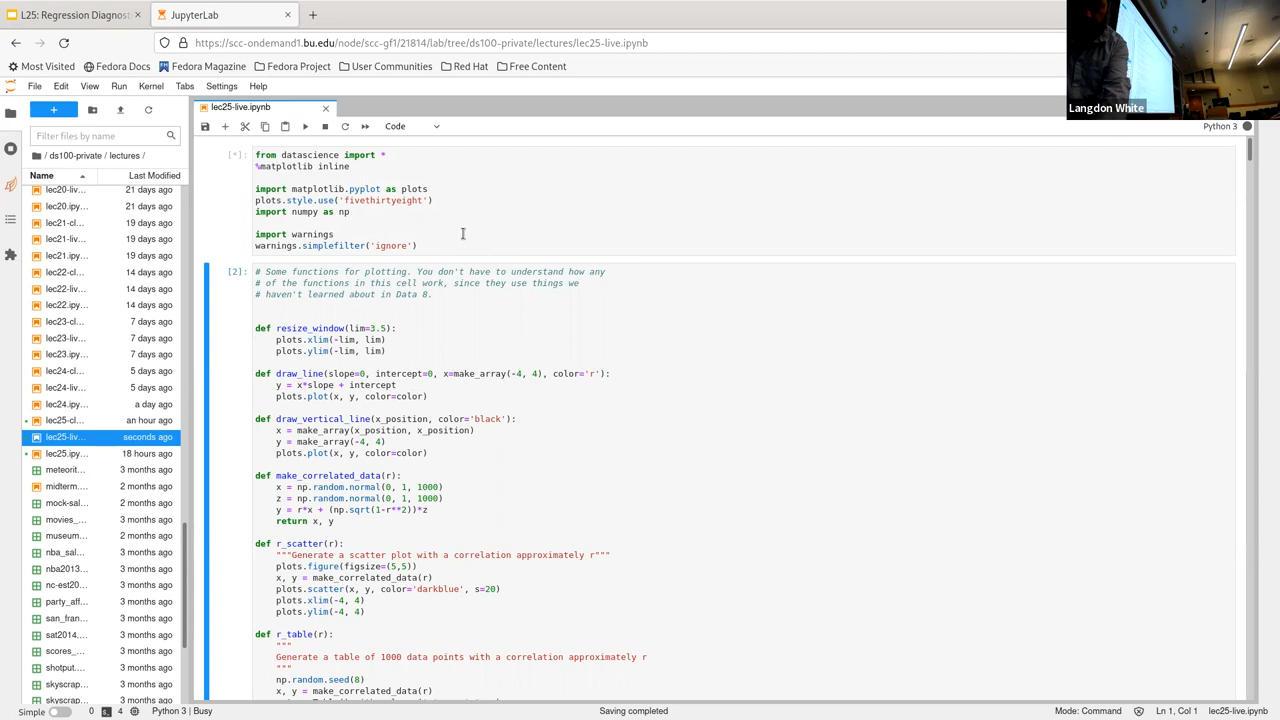 L25: Regression Diagnost
JupyterLab
https://scc-ondemand1.bu.edu/node/scc-gf1/21814/lab/tree/ds100-private/lectures/lec25-live.ipynb
Most Visited
Fedora Docs
Fedora Magazine
Fedora Project
User Communities
Red Hat
Free Content
Langdon White
File Edit View Run Kernel Tabs Settings Help
lec25-live.ipynb
Code
Python 3
Filter files by name
/ ds100-private / lectures /
Name Last Modified
lec20-liv... 21 days ago
lec20.ipy... 21 days ago
lec21-cl... 19 days ago
lec21-liv... 19 days ago
lec21.ipy... 19 days ago
lec22-cl... 14 days ago
lec22-liv... 14 days ago
lec22.ipy... 14 days ago
lec23-cl... 7 days ago
lec23-liv... 7 days ago
lec23.ipy... 7 days ago
lec24-cl... 5 days ago
lec24-liv... 5 days ago
lec24.ipy... a day ago
lec25-cl... an hour ago
lec25-liv... seconds ago
lec25.ipy... 18 hours ago
meteorit... 3 months ago
midterm.... 2 months ago
mock-sal... 3 months ago
movies_... 3 months ago
museum... 2 months ago
nba_sal... 3 months ago
nba2013... 3 months ago
nc-est20... 3 months ago
party_aff... 3 months ago
san_fran... 3 months ago
sat2014.... 3 months ago
scores_... 3 months ago
shotput.... 3 months ago
skyscrap... 3 months ago
skyscrap... 3 months ago
[*]:
from datascience import *
%matplotlib inline
import matplotlib.pyplot as plots
plots.style.use('fivethirtyeight')
import numpy as np
import warnings
warnings.simplefilter('ignore')
[2]:
# Some functions for plotting. You don't have to understand how any
# of the functions in this cell work, since they use things we
# haven't learned about in Data 8.
def resize_window(lim=3.5):
plots.xlim(-lim, lim)
plots.ylim(-lim, lim)
def draw_line(slope=0, intercept=0, x=make_array(-4, 4), color='r'):
y = x*slope + intercept
plots.plot(x, y, color=color)
def draw_vertical_line(x_position, color='black'):
x = make_array(x_position, x_position)
y = make_array(-4, 4)
plots.plot(x, y, color=color)
def make_correlated_data(r):
x = np.random.normal(0, 1, 1000)
z = np.random.normal(0, 1, 1000)
y = r*x + (np.sqrt(1-r**2))*z
return x, y
def r_scatter(r):
"""Generate a scatter plot with a correlation approximately r"""
plots.figure(figsize=(5,5))
x, y = make_correlated_data(r)
plots.scatter(x, y, color='darkblue', s=20)
plots.xlim(-4, 4)
plots.ylim(-4, 4)
def r_table(r):
"""
Generate a table of 1000 data points with a correlation approximately r
"""
np.random.seed(8)
x, y = make_correlated_data(r)
Simple 0 4 Python 3 | Busy
Saving completed
Mode: Command Ln 1, Col 1 lec25-live.ipynb